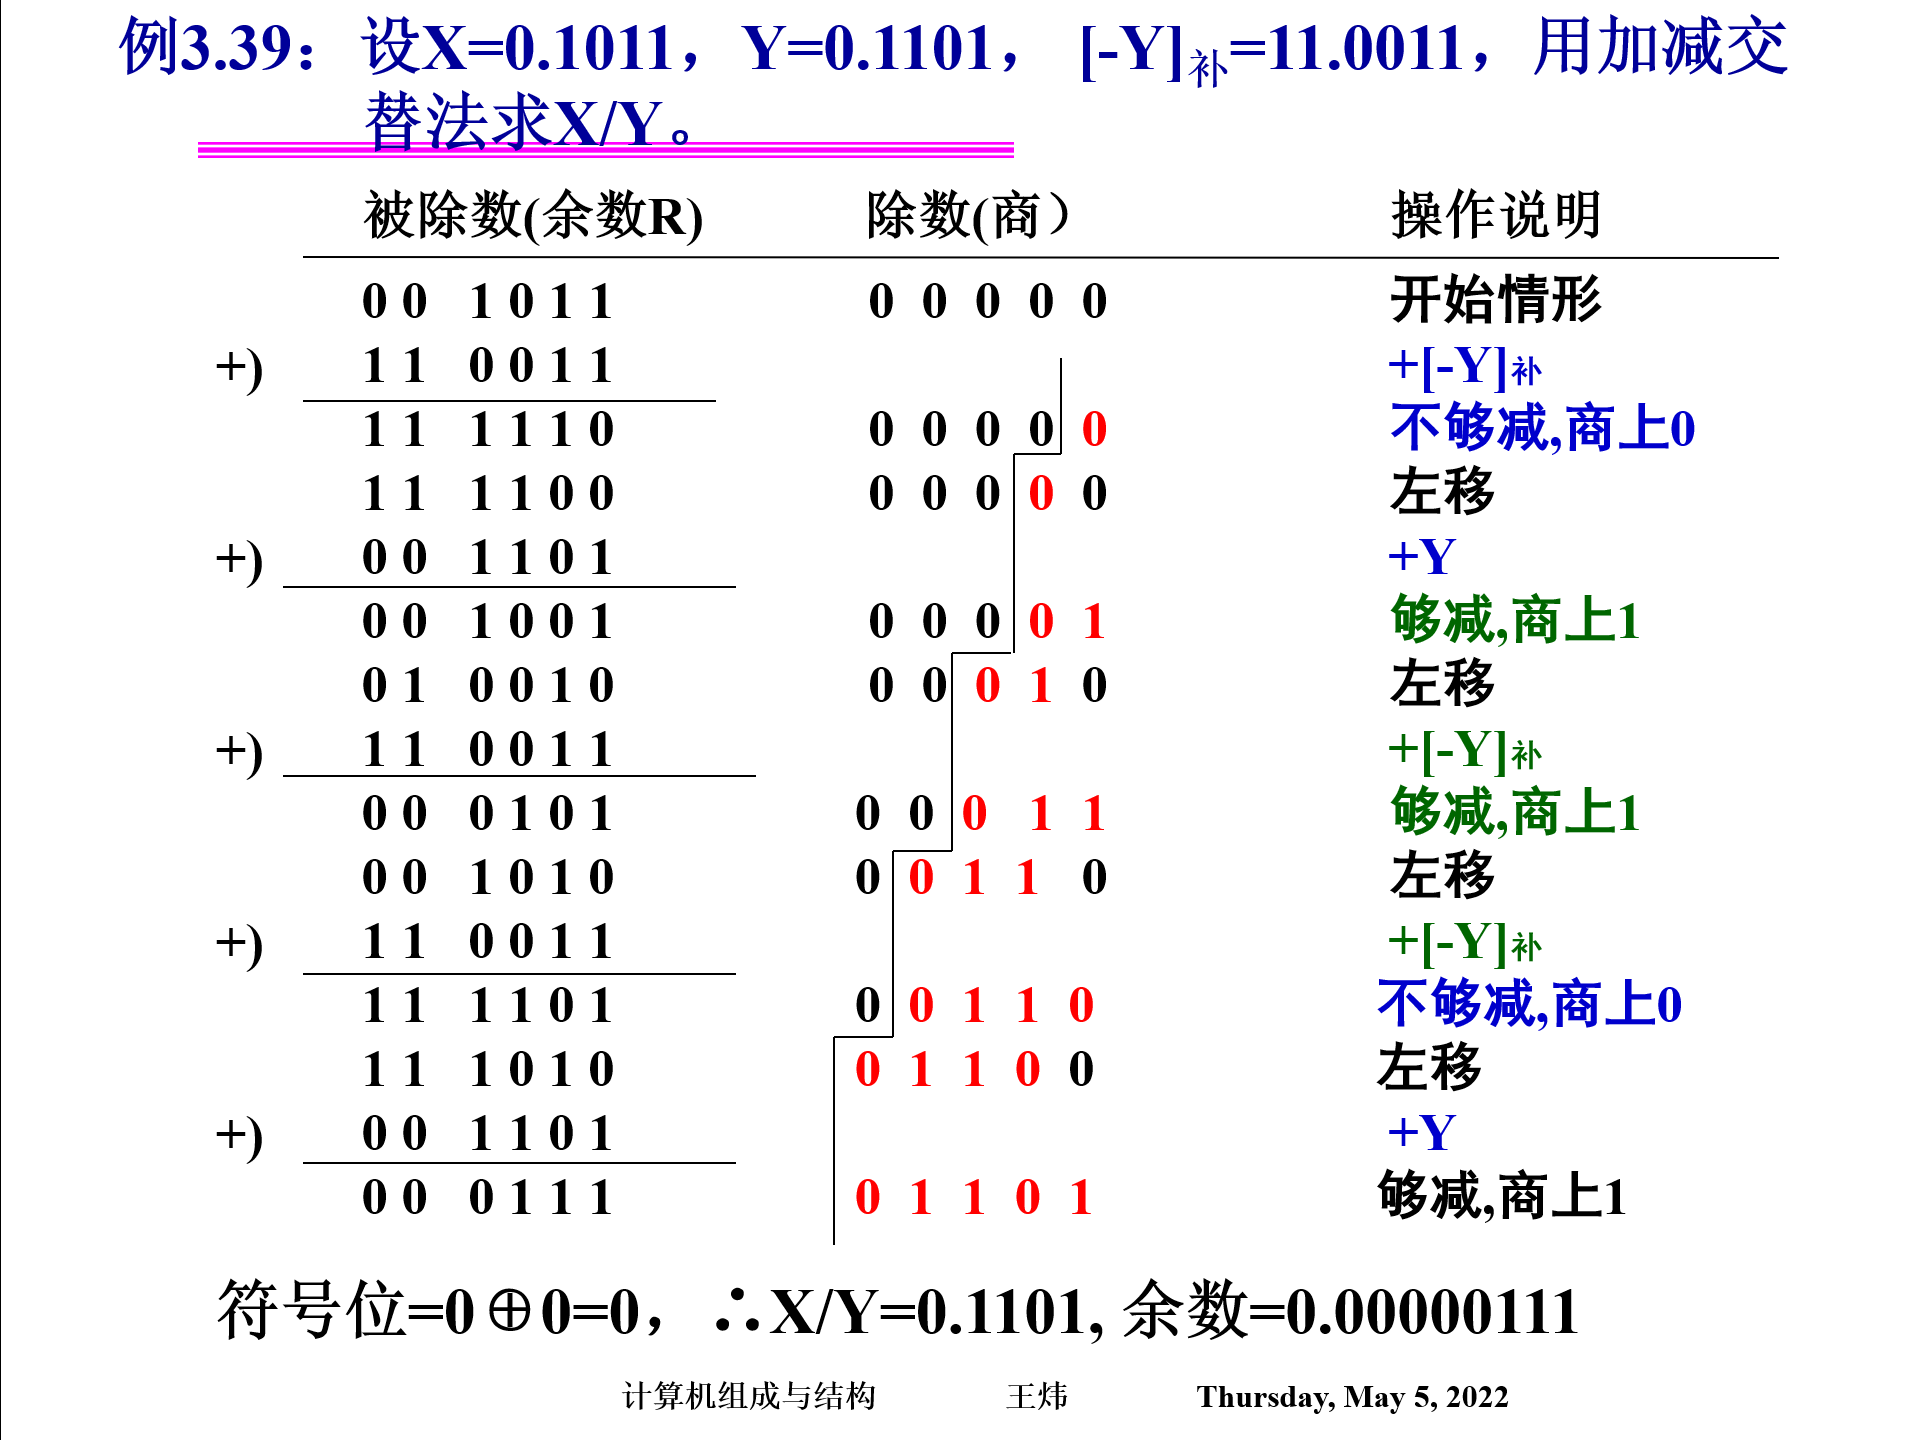 例3.39：设X=0.1011，Y=0.1101， [-Y]补=11.0011，用加减交
替法求X/Y。
被除数(余数R) 除数(商） 操作说明
0 0 1 0 1 1 0 0 0 0 0 开始情形
+) 1 1 0 0 1 1 +[-Y]补
1 1 1 1 1 0 0 0 0 0 0 不够减,商上0
1 1 1 1 0 0 0 0 0 0 0 左移
+) 0 0 1 1 0 1 +Y
0 0 1 0 0 1 0 0 0 0 1 够减,商上1
0 1 0 0 1 0 0 0 0 1 0 左移
+) 1 1 0 0 1 1 +[-Y]补
0 0 0 1 0 1 0 0 0 1 1 够减,商上1
0 0 1 0 1 0 0 0 1 1 0 左移
+) 1 1 0 0 1 1 +[-Y]补
1 1 1 1 0 1 0 0 1 1 0 不够减,商上0
1 1 1 0 1 0 0 1 1 0 0 左移
+) 0 0 1 1 0 1 +Y
0 0 0 1 1 1 0 1 1 0 1 够减,商上1
符号位=0⊕0=0，∴X/Y=0.1101, 余数=0.00000111
计算机组成与结构 王炜 Thursday, May 5, 2022